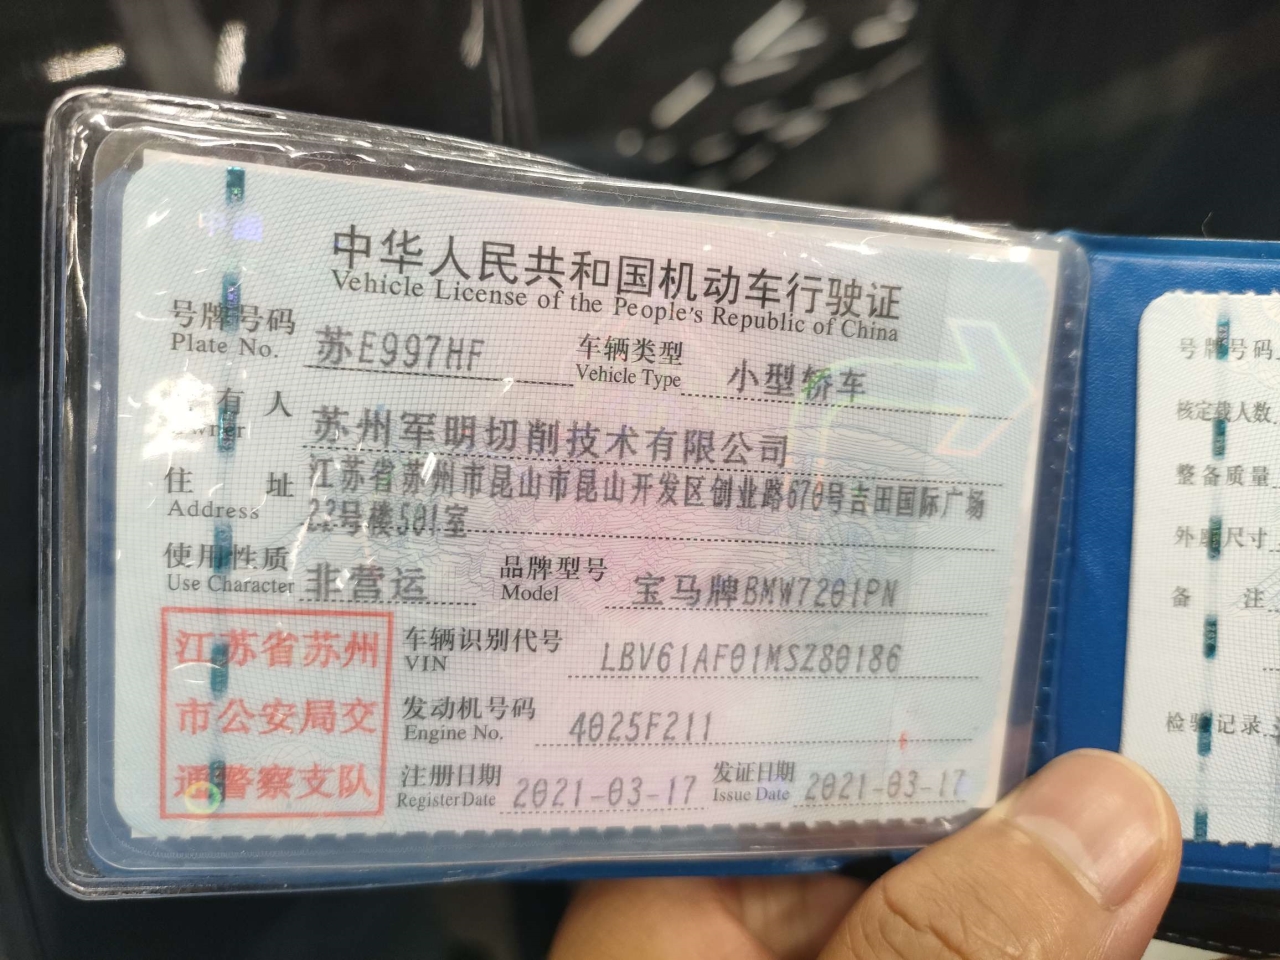 中华人民共和国机动车行驶证
Vehicle License of the People's Republic of China
号牌号码 苏E997HF 车辆类型 小型轿车
Plate No. Vehicle Type
有人 苏州军明切削技术有限公司
住址 江苏省苏州市昆山市昆山开发区创业路670号吉田国际广场
Address 22号楼501室
使用性质 非营运 品牌型号 宝马牌BMW7201PN
Use Character Model
江苏省苏州
市公安局交
通警察支队
车辆识别代号 LBV61AF01MSZ80186
VIN
发动机号码 4025F211
Engine No.
注册日期 2021-03-17 发证日期 2021-03-17
Register Date Issue Date
号牌号码
核定载人数
整备质量
外廓尺寸
备注
检验记录